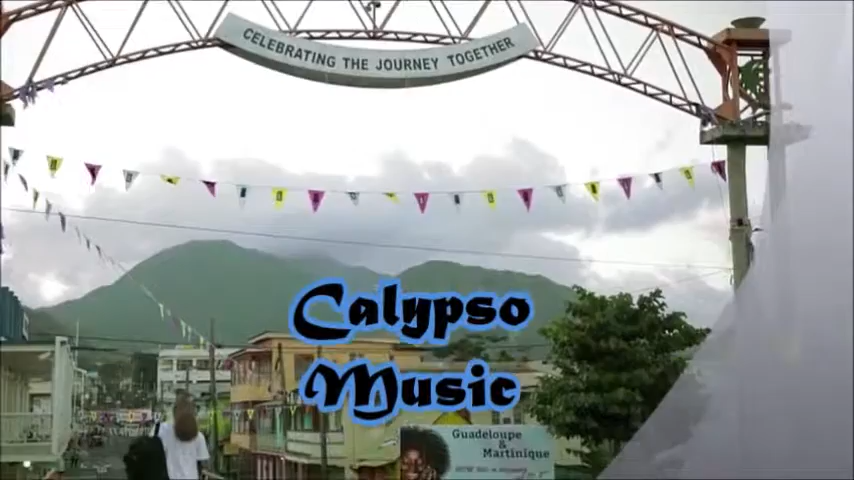 CELEBRATING THE JOURNEY TOGETHER
Calypso
Music
Guadeloupe
&
Martinique